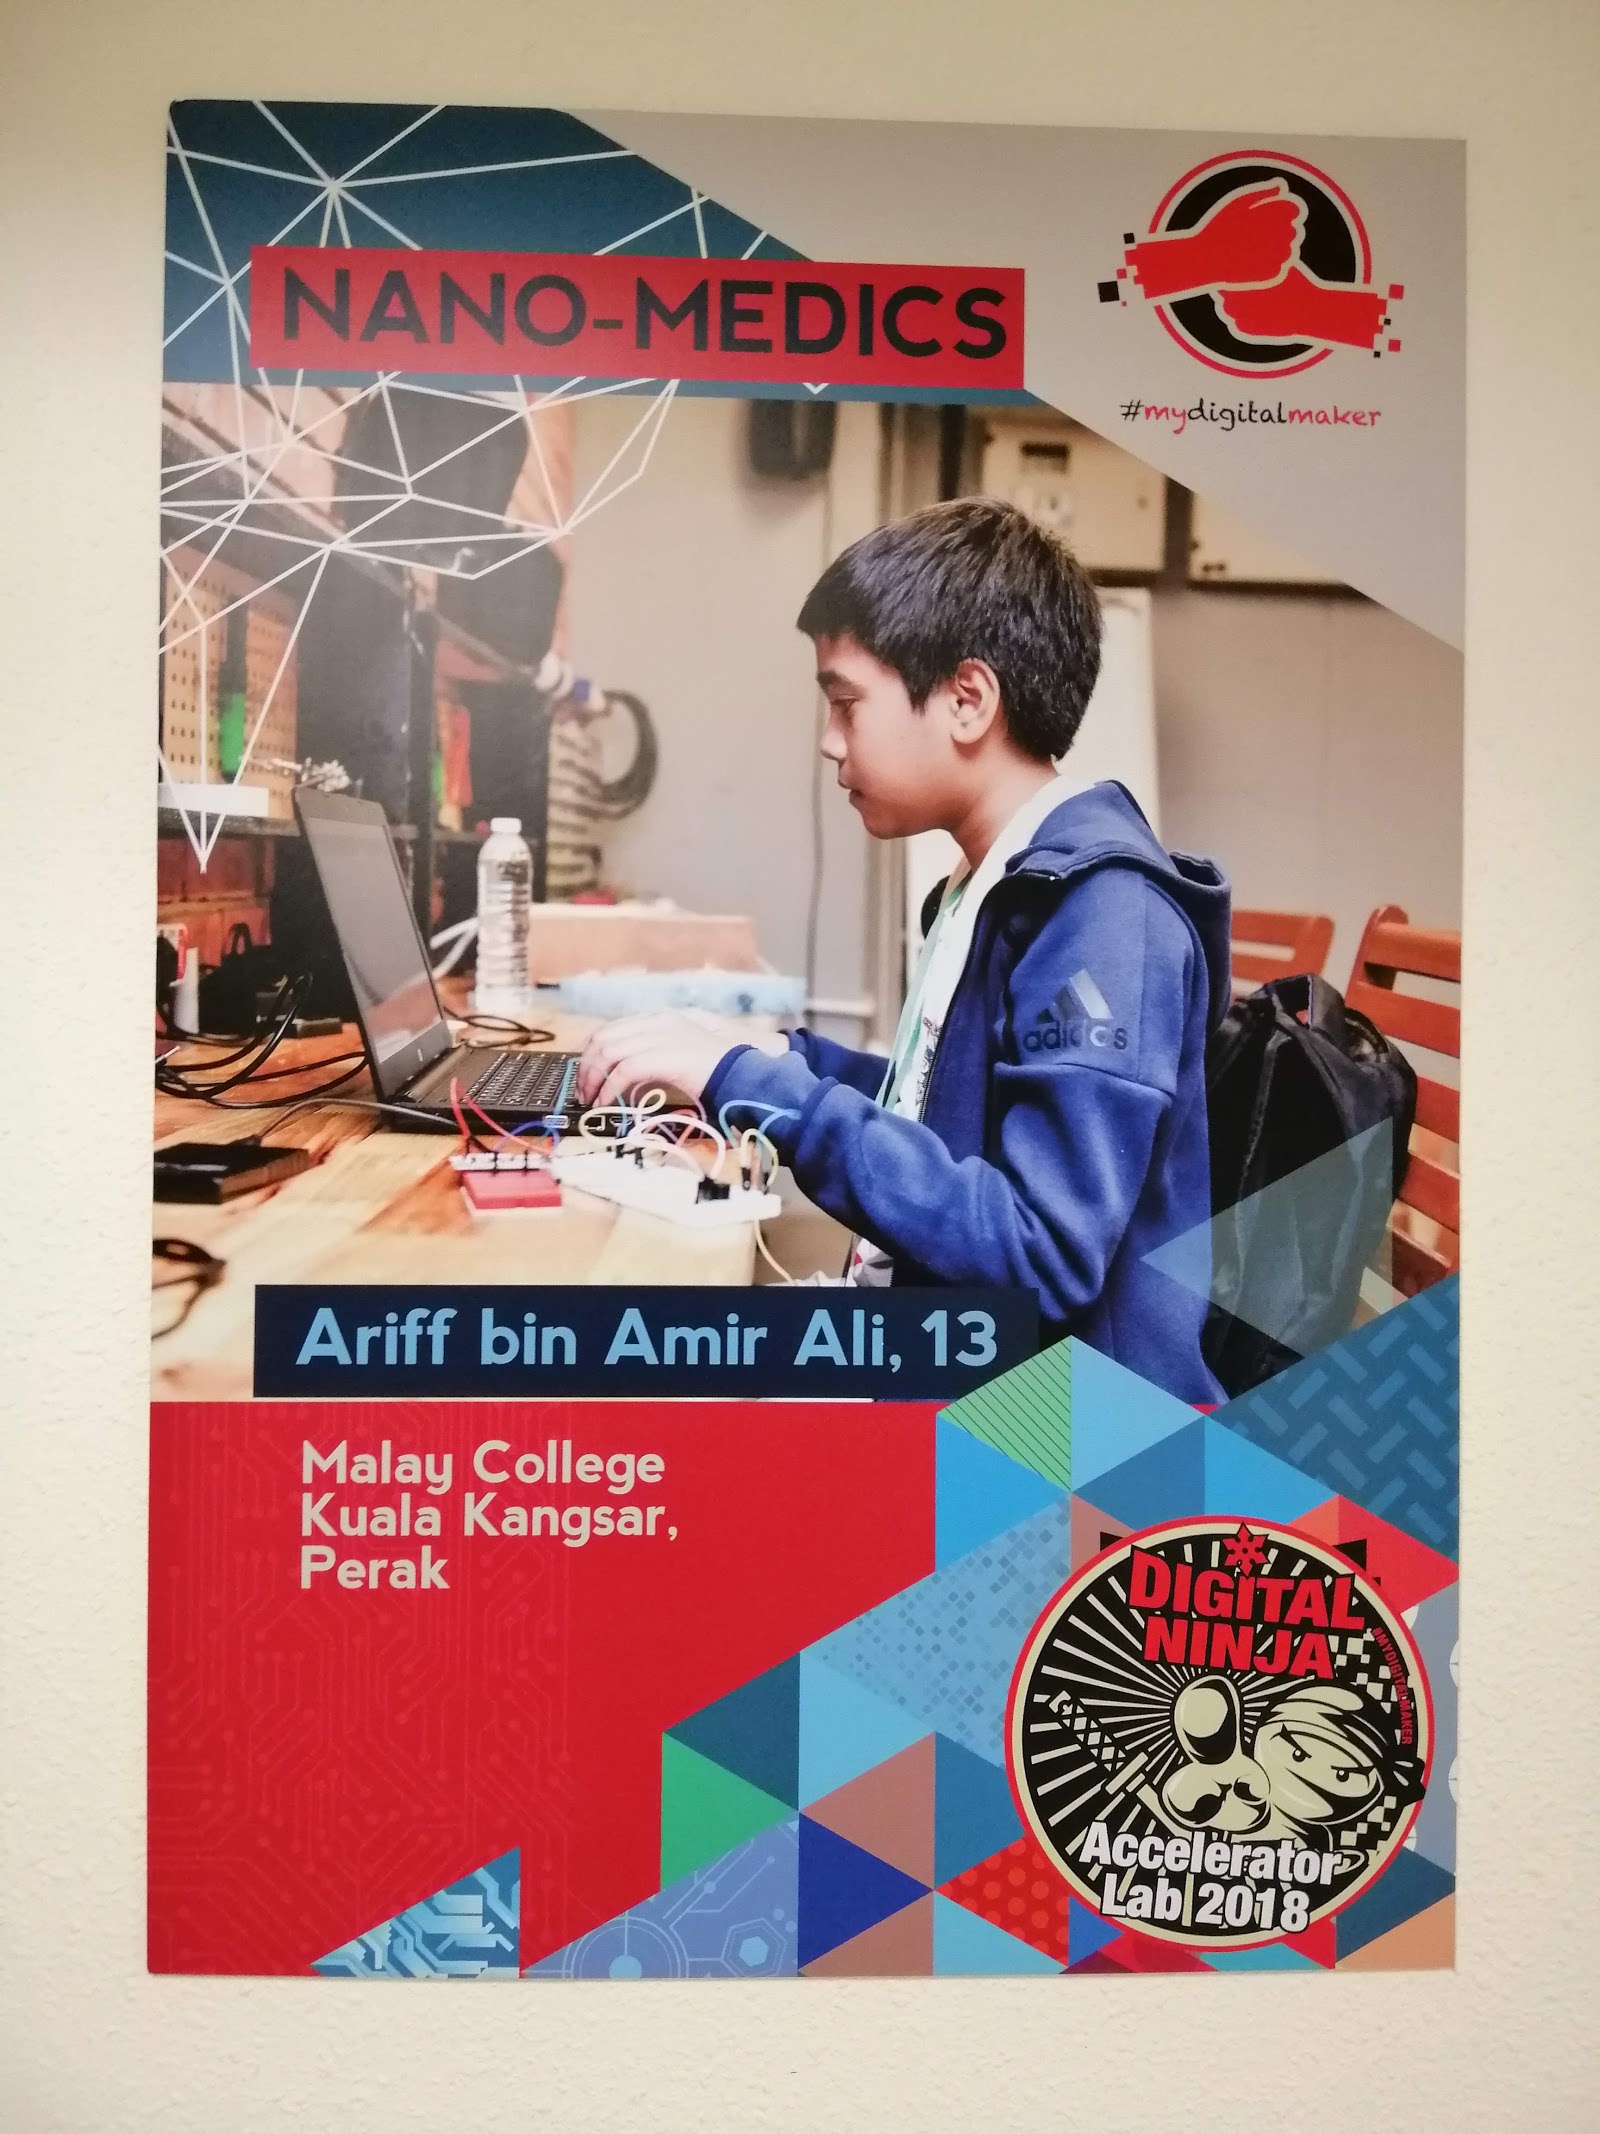 NANO-MEDICS
#mydigitalmaker
adidas
Ariff bin Amir Ali, 13
Malay College
Kuala Kangsar,
Perak
DIGITAL
NINJA
#MYDIGITALMAKER
Accelerator
Lab 2018